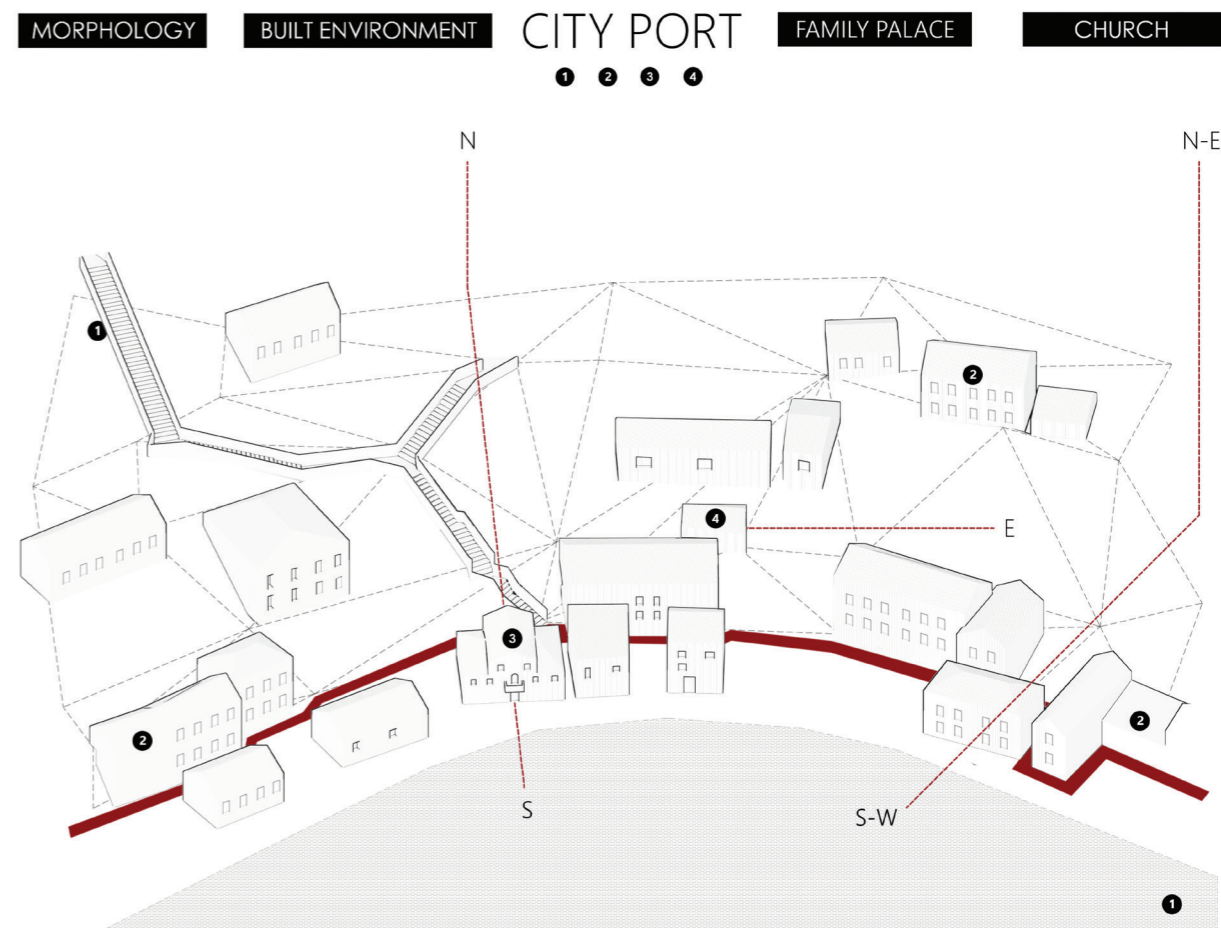 MORPHOLOGY BUILT ENVIRONMENT CITY PORT FAMILY PALACE CHURCH
1 2 3 4
N N-E
1
2
4
E
3
2
2
S
S-W
1